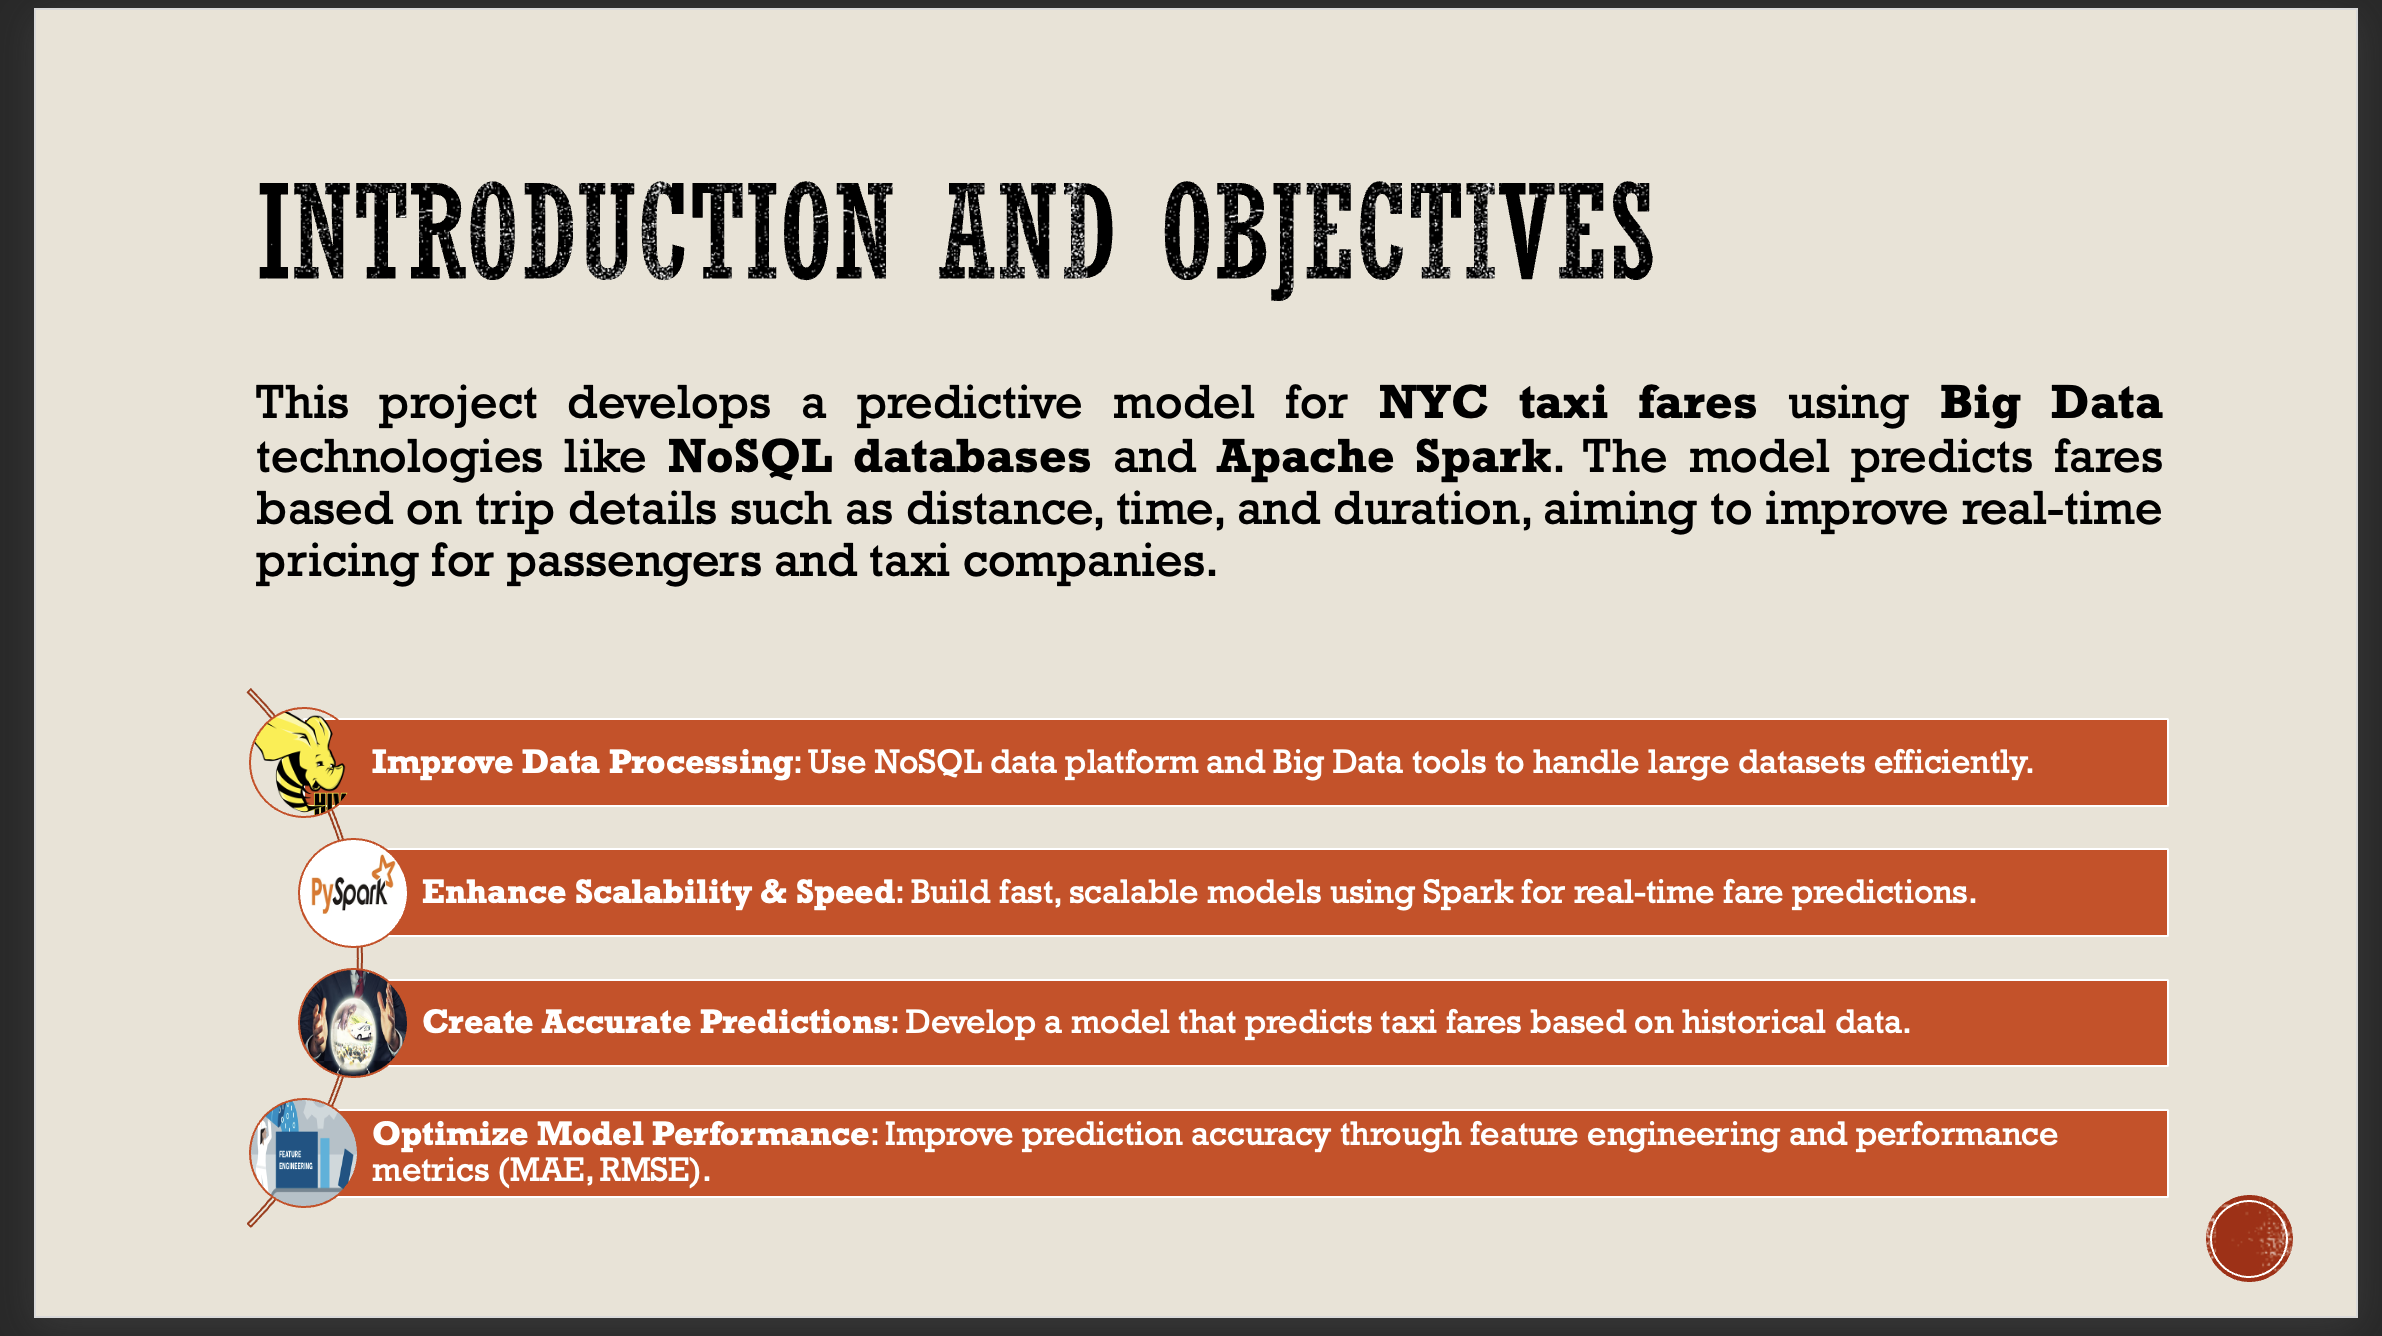 INTRODUCTION AND OBJECTIVES
This project develops a predictive model for NYC taxi fares using Big Data
technologies like NoSQL databases and Apache Spark. The model predicts fares
based on trip details such as distance, time, and duration, aiming to improve real-time
pricing for passengers and taxi companies.
HIV
Improve Data Processing: Use NoSQL data platform and Big Data tools to handle large datasets efficiently.
PySpark
Enhance Scalability & Speed: Build fast, scalable models using Spark for real-time fare predictions.
Create Accurate Predictions: Develop a model that predicts taxi fares based on historical data.
FEATURE
ENGINEERING
Optimize Model Performance: Improve prediction accuracy through feature engineering and performance
metrics (MAE, RMSE).